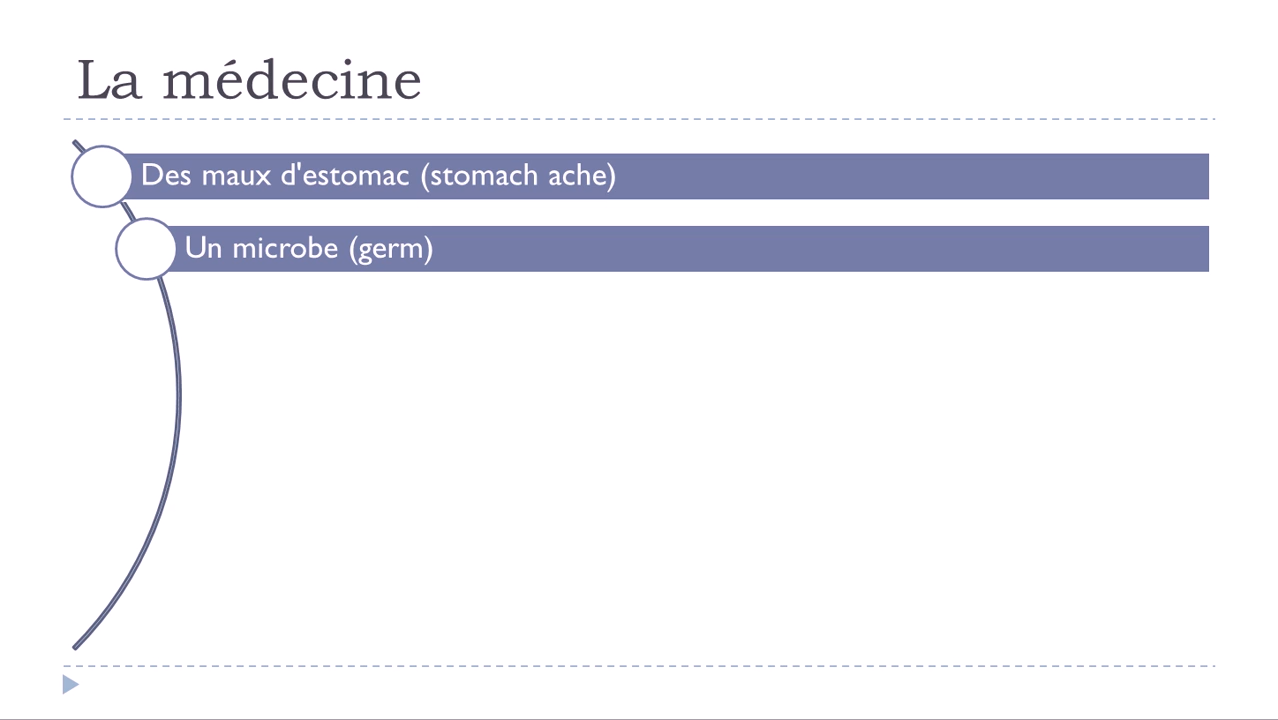 La médecine
Des maux d'estomac (stomach ache)
Un microbe (germ)